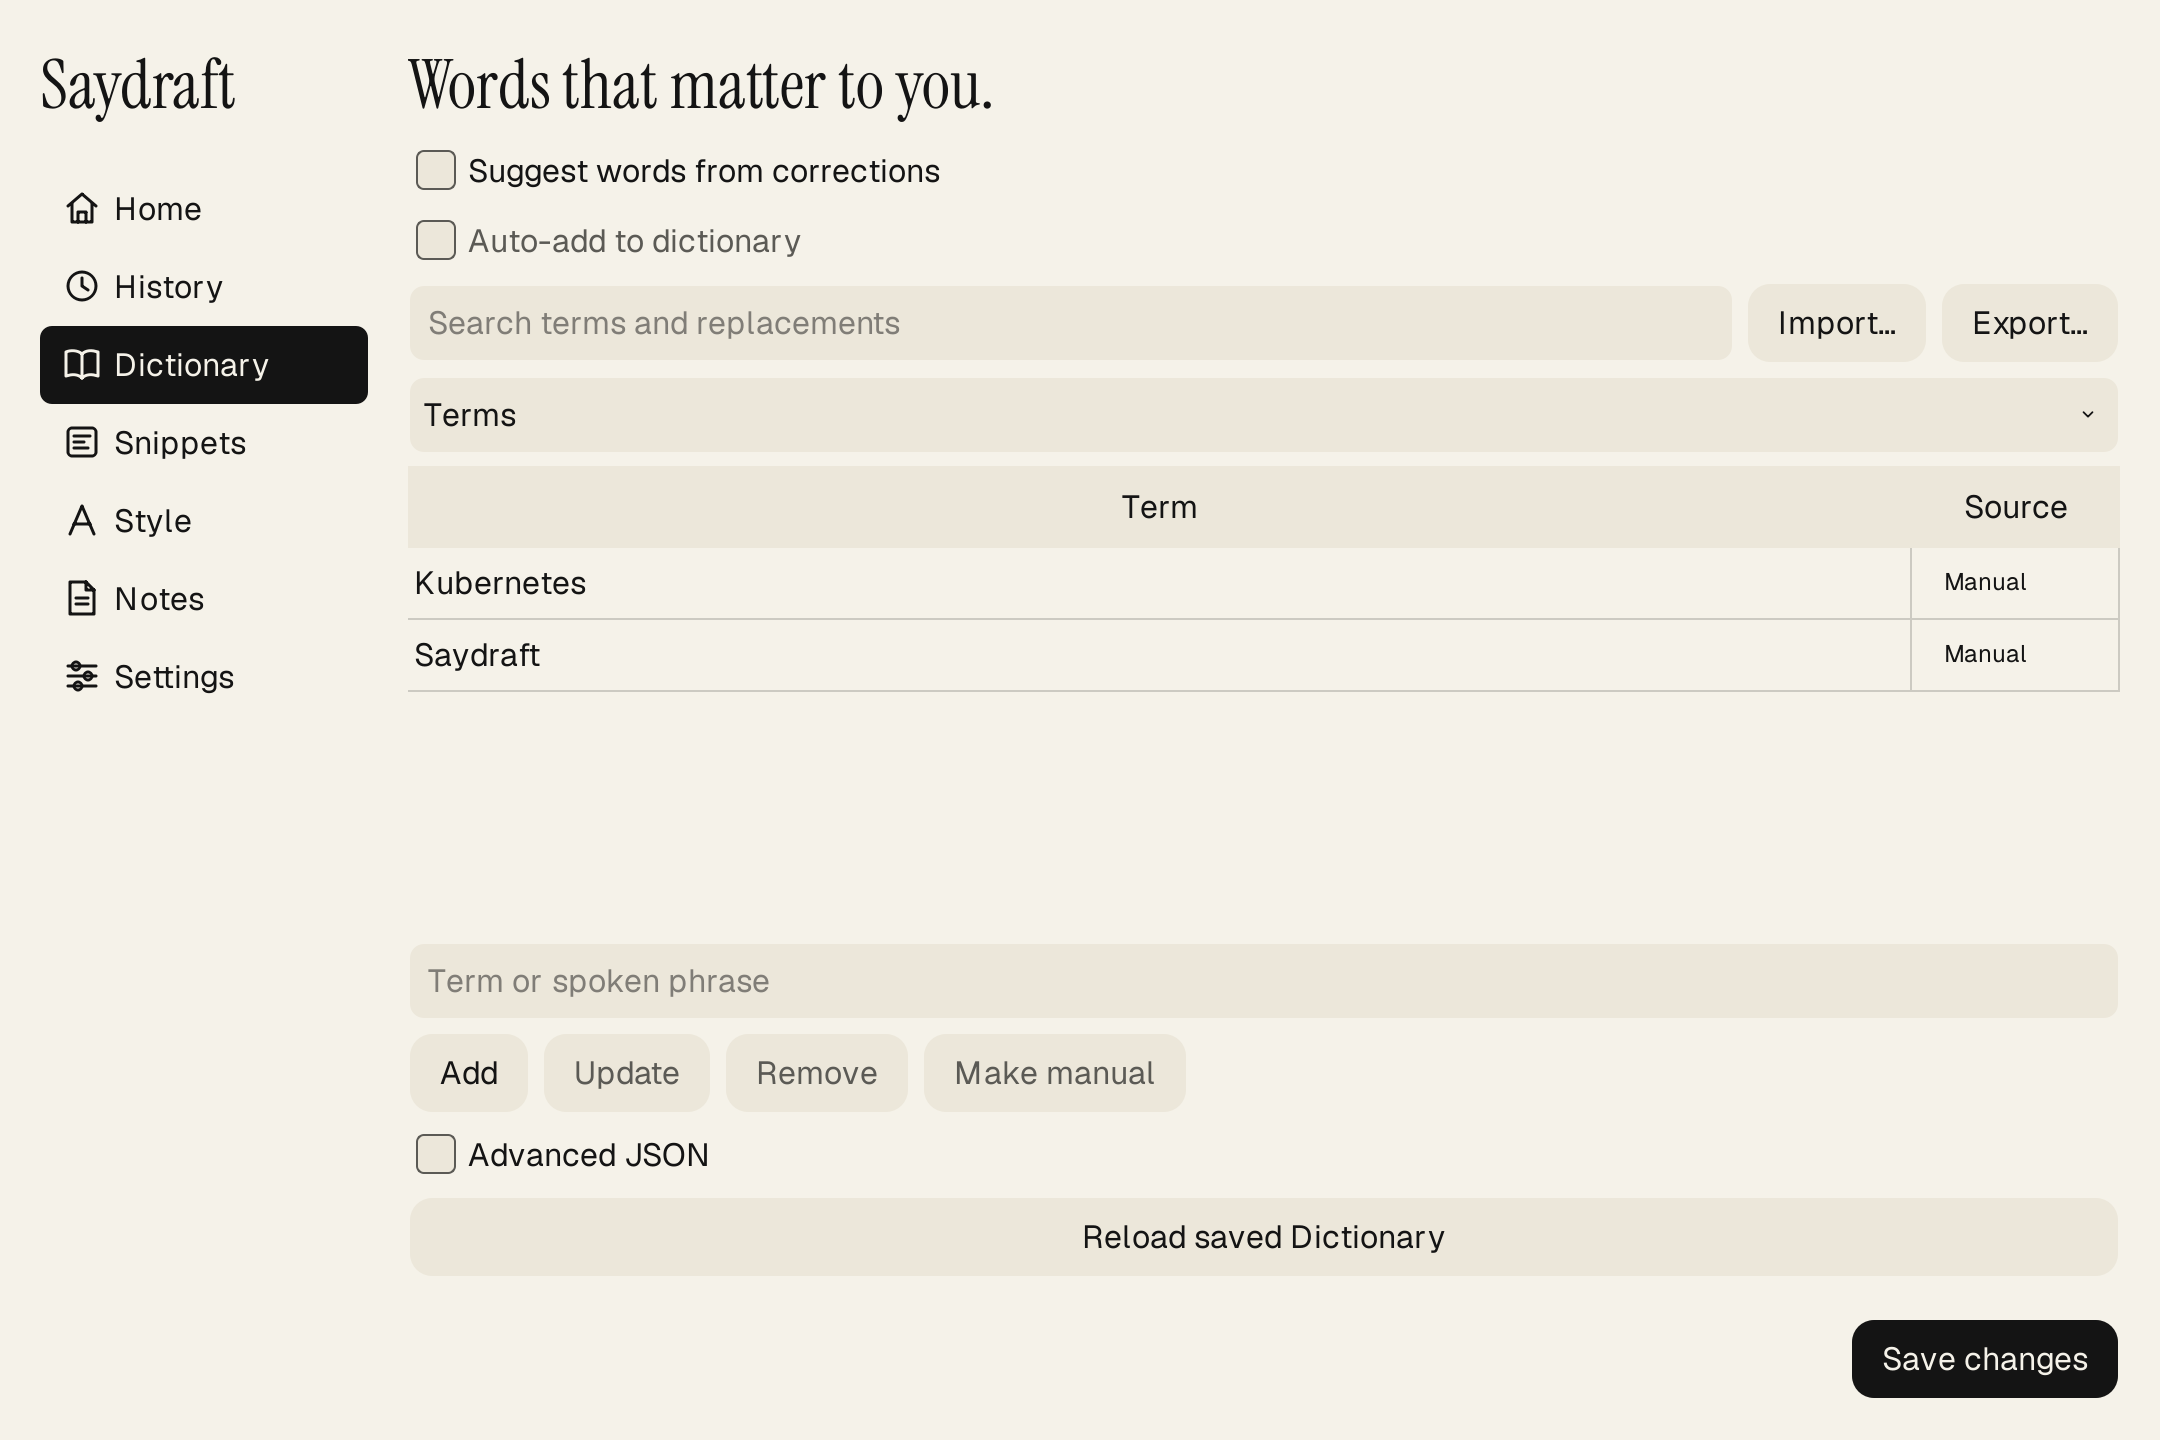 Saydraft
Home
History
Dictionary
Snippets
Style
Notes
Settings
Words that matter to you.
Suggest words from corrections
Auto-add to dictionary
Search terms and replacements
Import…
Export…
Terms
Term Source
Kubernetes Manual
Saydraft Manual
Term or spoken phrase
Add Update Remove Make manual
Advanced JSON
Reload saved Dictionary
Save changes